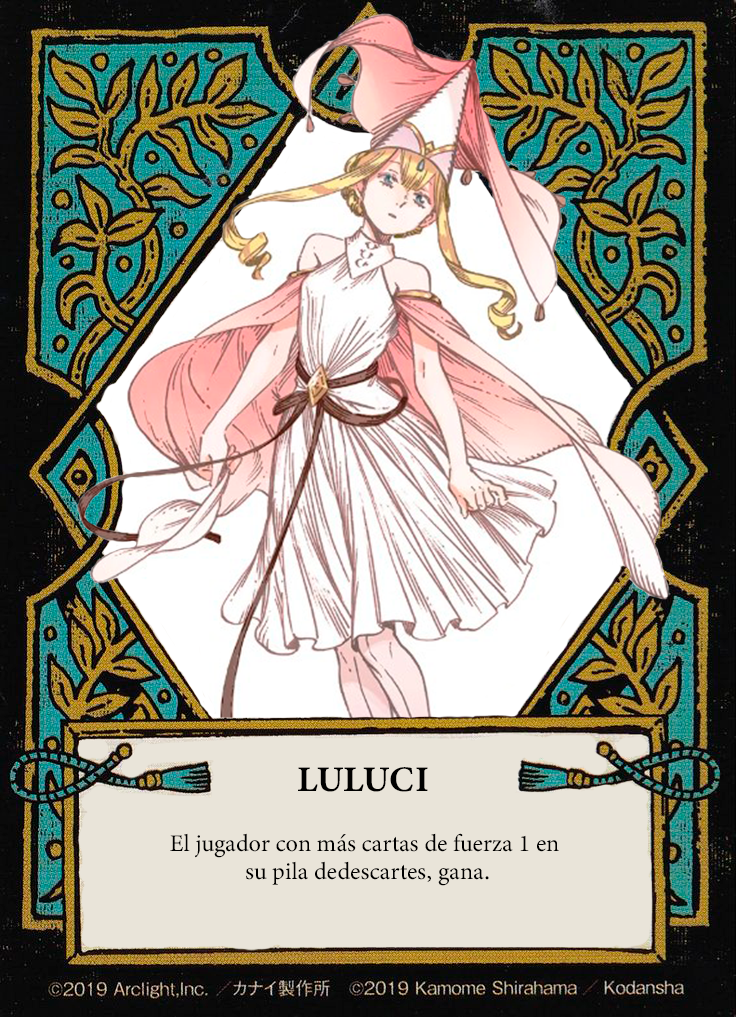 LULUCI
El jugador con más cartas de fuerza 1 en
su pila dedescartes, gana.
©2019 Arclight,Inc. ／カナイ製作所 ©2019 Kamome Shirahama ／ Kodansha